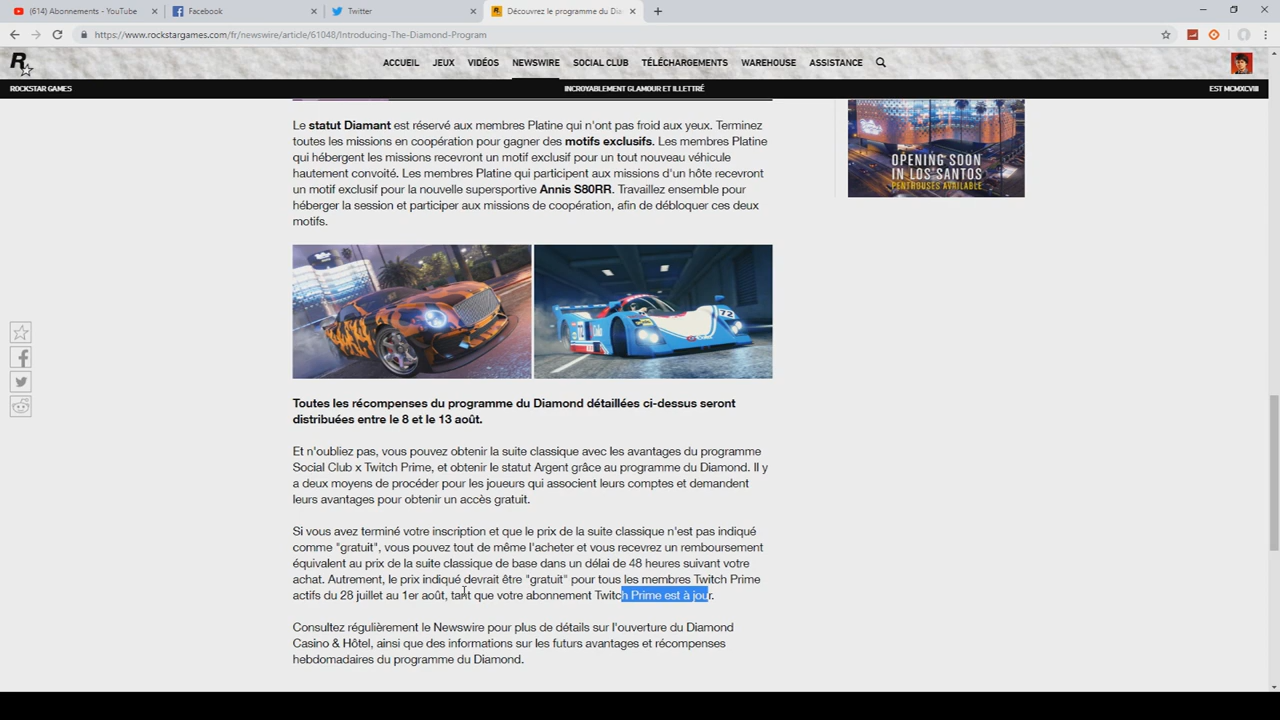 (614) Abonnements - YouTube
Facebook
Twitter
Découvrez le programme du Dia
https://www.rockstargames.com/fr/newswire/article/61048/Introducing-The-Diamond-Program
ACCUEIL JEUX VIDÉOS NEWSWIRE SOCIAL CLUB TÉLÉCHARGEMENTS WAREHOUSE ASSISTANCE
ROCKSTAR GAMES INCROYABLEMENT GLAMOUR ET ILLETTRÉ EST MCMXCVIII
Le statut Diamant est réservé aux membres Platine qui n'ont pas froid aux yeux. Terminez
toutes les missions en coopération pour gagner des motifs exclusifs. Les membres Platine
qui hébergent les missions recevront un motif exclusif pour un tout nouveau véhicule
hautement convoité. Les membres Platine qui participent aux missions d'un hôte recevront
un motif exclusif pour la nouvelle supersportive Annis S80RR. Travaillez ensemble pour
héberger la session et participer aux missions de coopération, afin de débloquer ces deux
motifs.
OPENING SOON
IN LOS SANTOS
PENTHOUSES AVAILABLE
72
Toutes les récompenses du programme du Diamond détaillées ci-dessus seront
distribuées entre le 8 et le 13 août.
Et n'oubliez pas, vous pouvez obtenir la suite classique avec les avantages du programme
Social Club x Twitch Prime, et obtenir le statut Argent grâce au programme du Diamond. Il y
a deux moyens de procéder pour les joueurs qui associent leurs comptes et demandent
leurs avantages pour obtenir un accès gratuit.
Si vous avez terminé votre inscription et que le prix de la suite classique n'est pas indiqué
comme "gratuit", vous pouvez tout de même l'acheter et vous recevrez un remboursement
équivalent au prix de la suite classique de base dans un délai de 48 heures suivant votre
achat. Autrement, le prix indiqué devrait être "gratuit" pour tous les membres Twitch Prime
actifs du 28 juillet au 1er août, tant que votre abonnement Twitch Prime est à jour.
Consultez régulièrement le Newswire pour plus de détails sur l'ouverture du Diamond
Casino & Hôtel, ainsi que des informations sur les futurs avantages et récompenses
hebdomadaires du programme du Diamond.